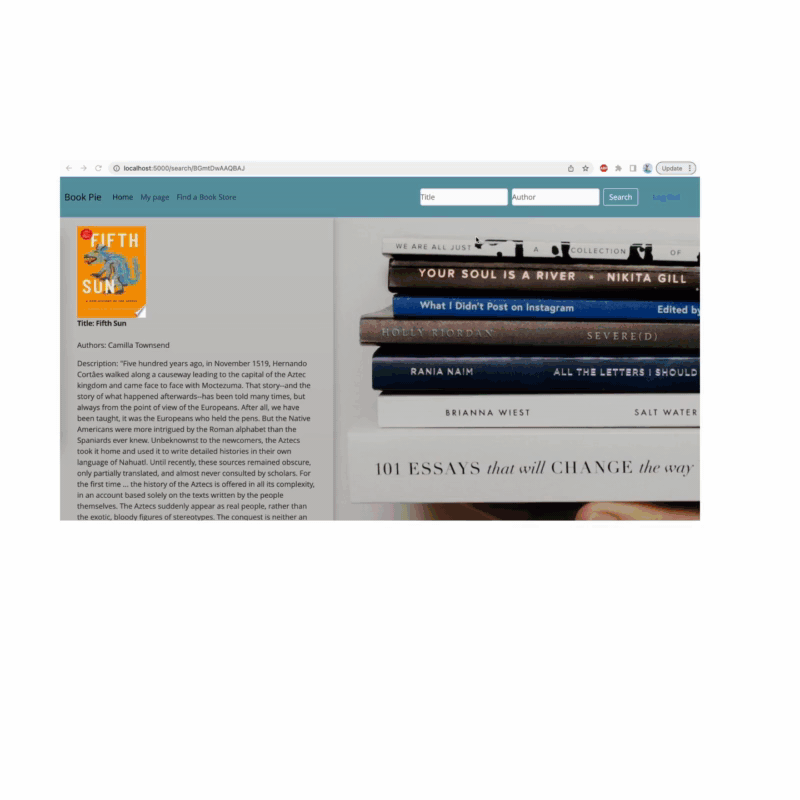 localhost:5000/search/BGmtDwAAQBAJ
Update
Book Pie Home My page Find a Book Store Title Author Search Log Out
FIFTH
SUN
Title: Fifth Sun
Authors: Camilla Townsend
Description: "Five hundred years ago, in November 1519, Hernando
Cortâes walked along a causeway leading to the capital of the Aztec
kingdom and came face to face with Moctezuma. That story--and the
story of what happened afterwards--has been told many times, but
always from the point of view of the Europeans. After all, we have
been taught, it was the Europeans who held the pens. But the Native
Americans were more intrigued by the Roman alphabet than the
Spaniards ever knew. Unbeknownst to the newcomers, the Aztecs
took it home and used it to write detailed histories in their own
language of Nahuatl. Until recently, these sources remained obscure,
only partially translated, and almost never consulted by scholars. For
the first time ... the history of the Aztecs is offered in all its complexity,
in an account based solely on the texts written by the people
themselves. The Aztecs suddenly appear as real people, rather than
the exotic, bloody figures of stereotypes. The conquest is neither an
WE ARE ALL JUST A COLLECTION OF
YOUR SOUL IS A RIVER • NIKITA GILL
What I Didn't Post on Instagram Edited by
HOLLY RIORDAN SEVERE(D)
RANIA NAIM ALL THE LETTERS I SHOULD
BRIANNA WIEST SALT WATER
101 ESSAYS that will CHANGE the way